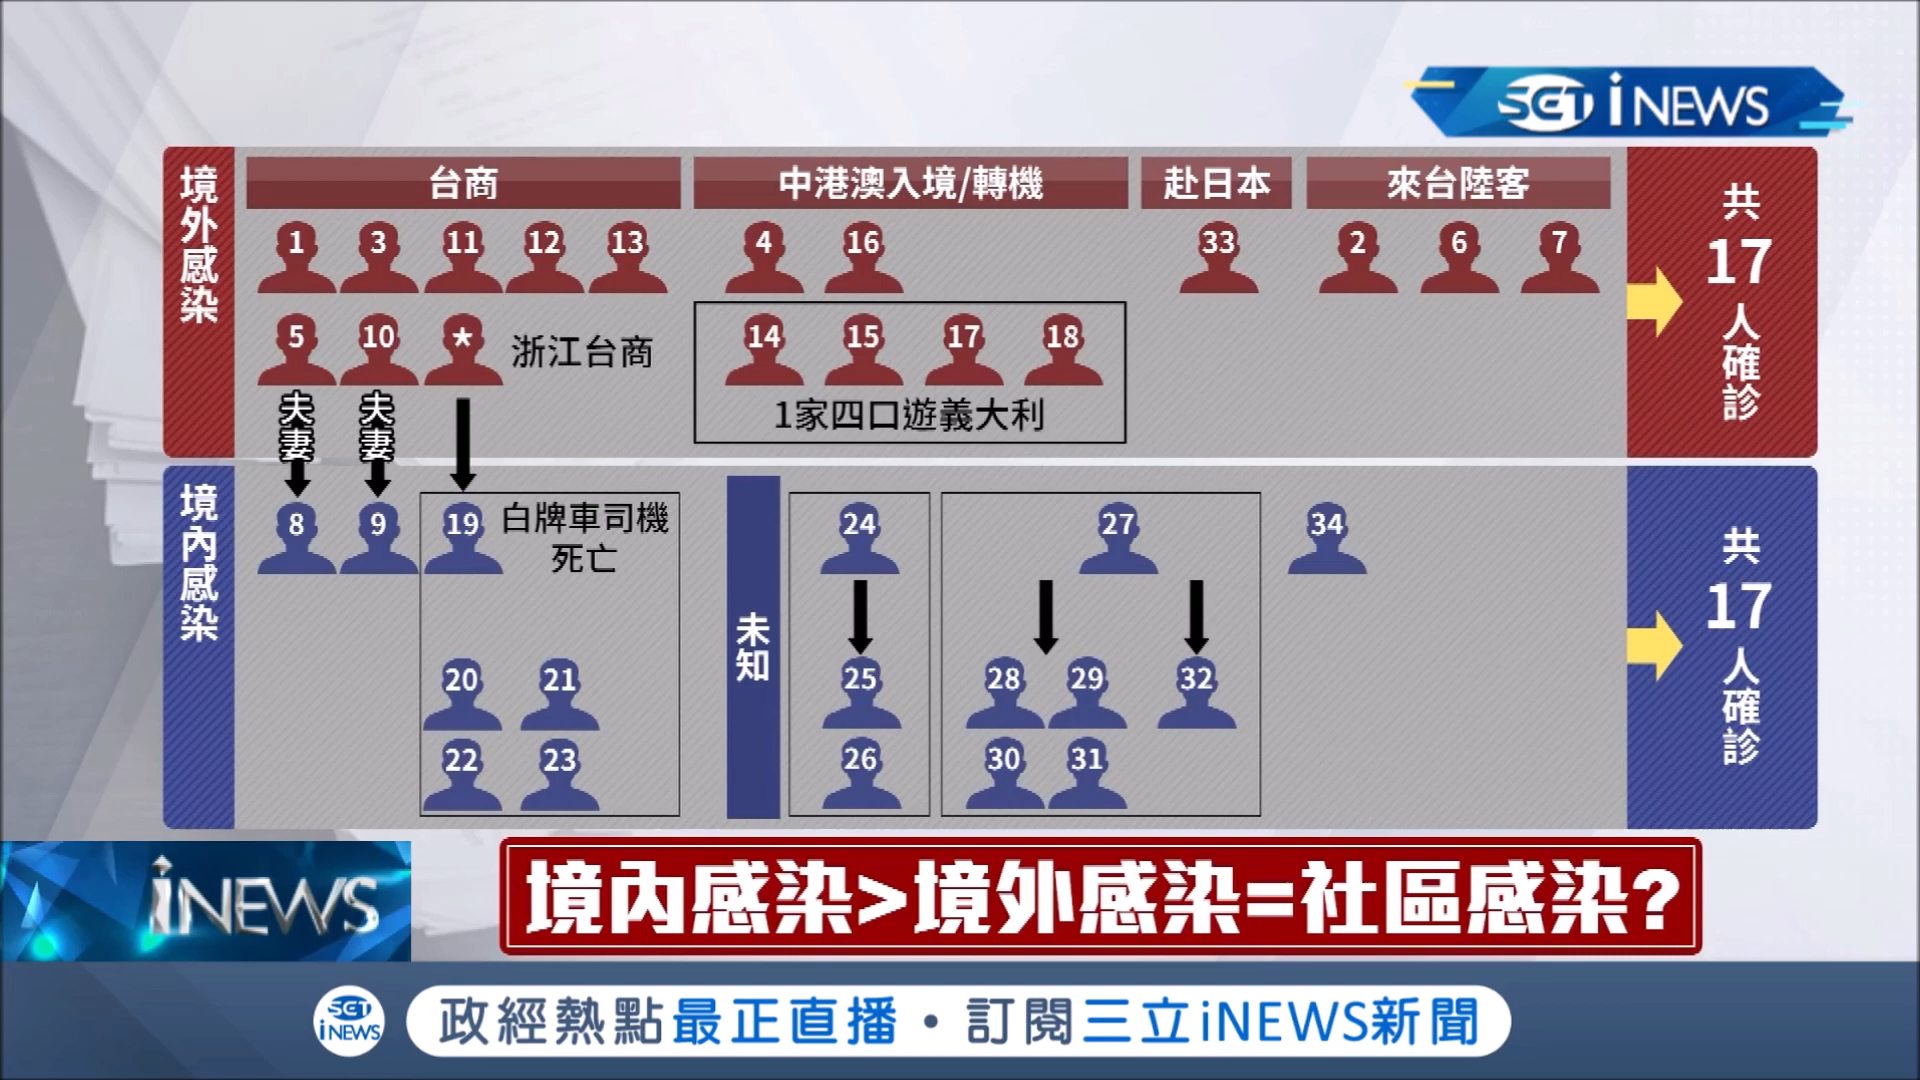 SET iNEWS
境外感染
台商
中港澳入境/轉機
赴日本
來台陸客
1 3 11 12 13
4 16
33
2 6 7
5 10 ★ 浙江台商
14 15 17 18
1家四口遊義大利
夫妻 夫妻
共17人確診
境內感染
8 9 19 白牌車司機
死亡
20 21
22 23
未知
24
25
26
27
28 29 32
30 31
34
共17人確診
iNEWS
境內感染>境外感染=社區感染?
SET iNEWS
政經熱點最正直播・訂閱三立iNEWS新聞